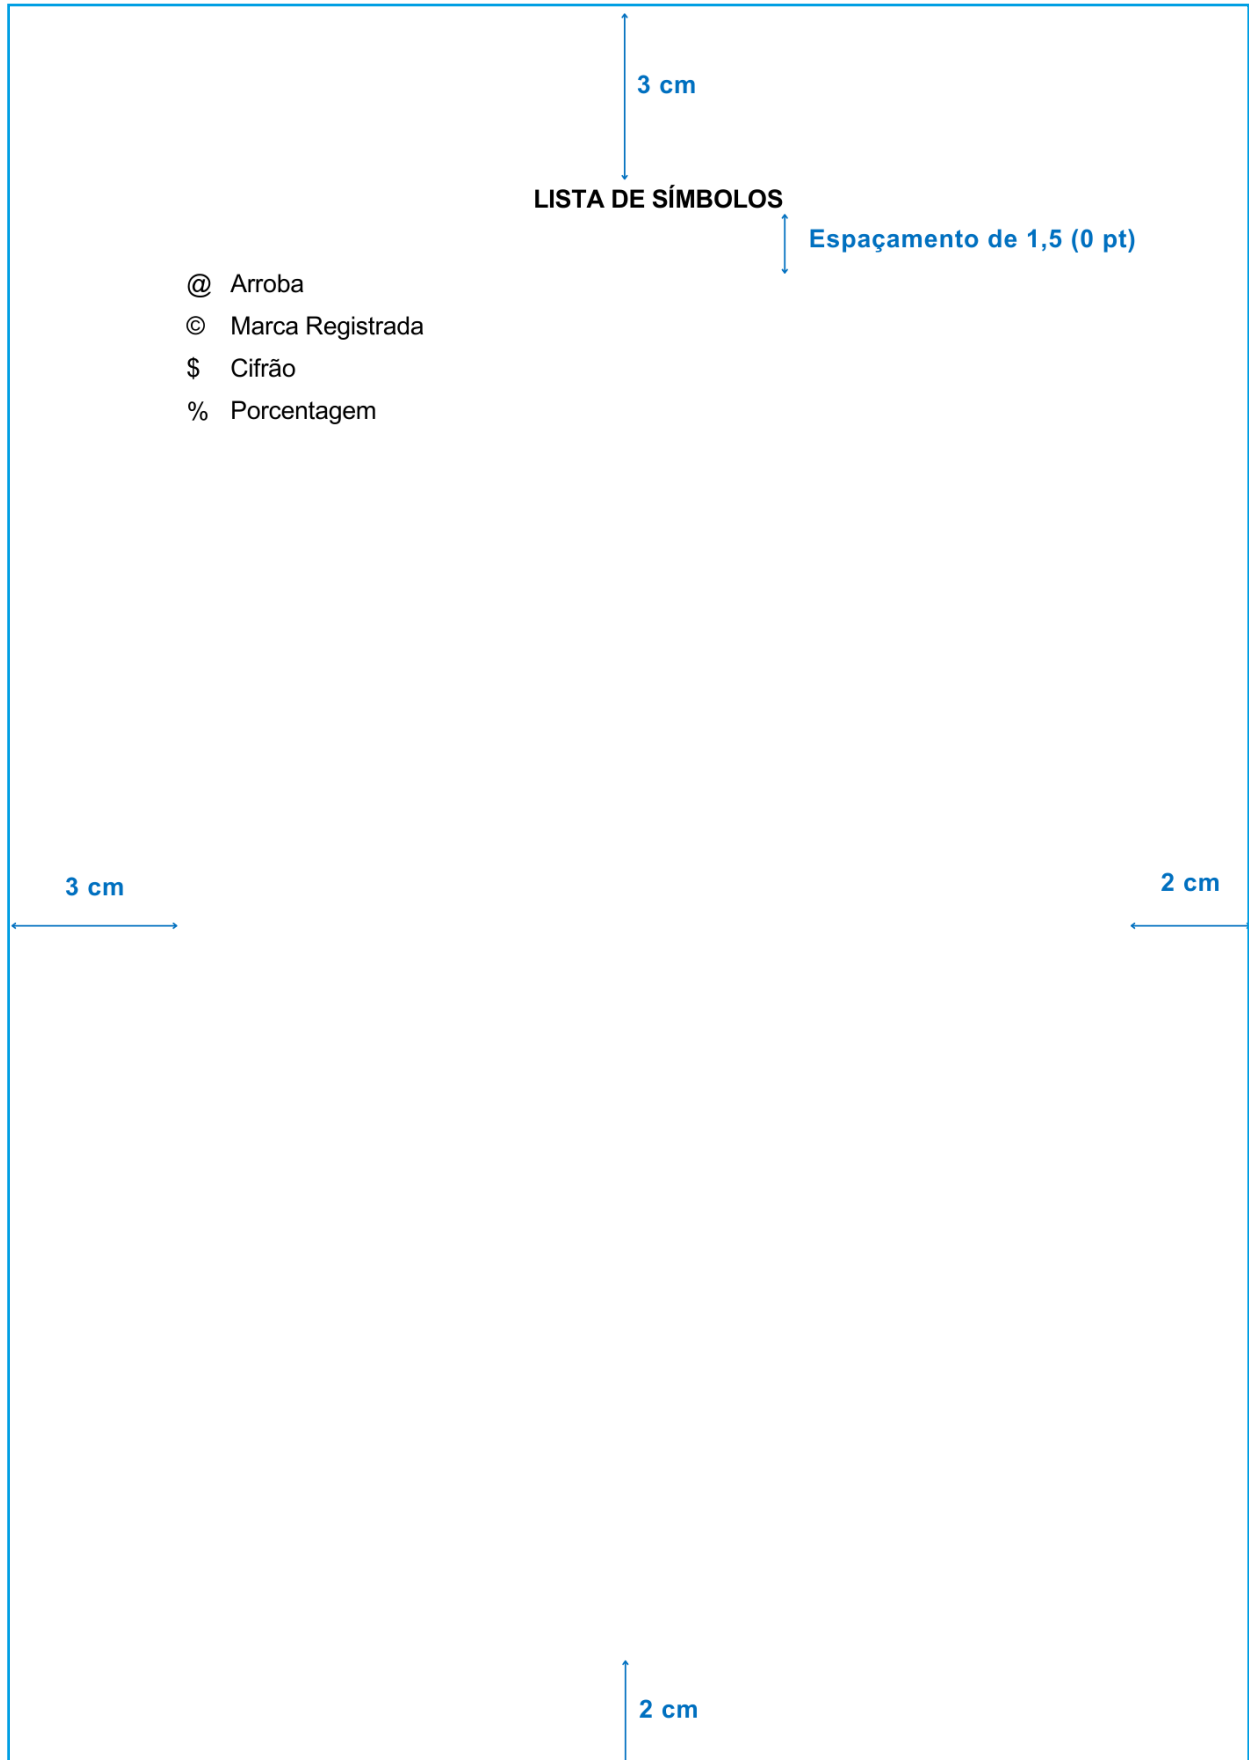 3 cm
LISTA DE SÍMBOLOS
Espaçamento de 1,5 (0 pt)
@ Arroba
© Marca Registrada
$ Cifrão
% Porcentagem
3 cm
2 cm
2 cm